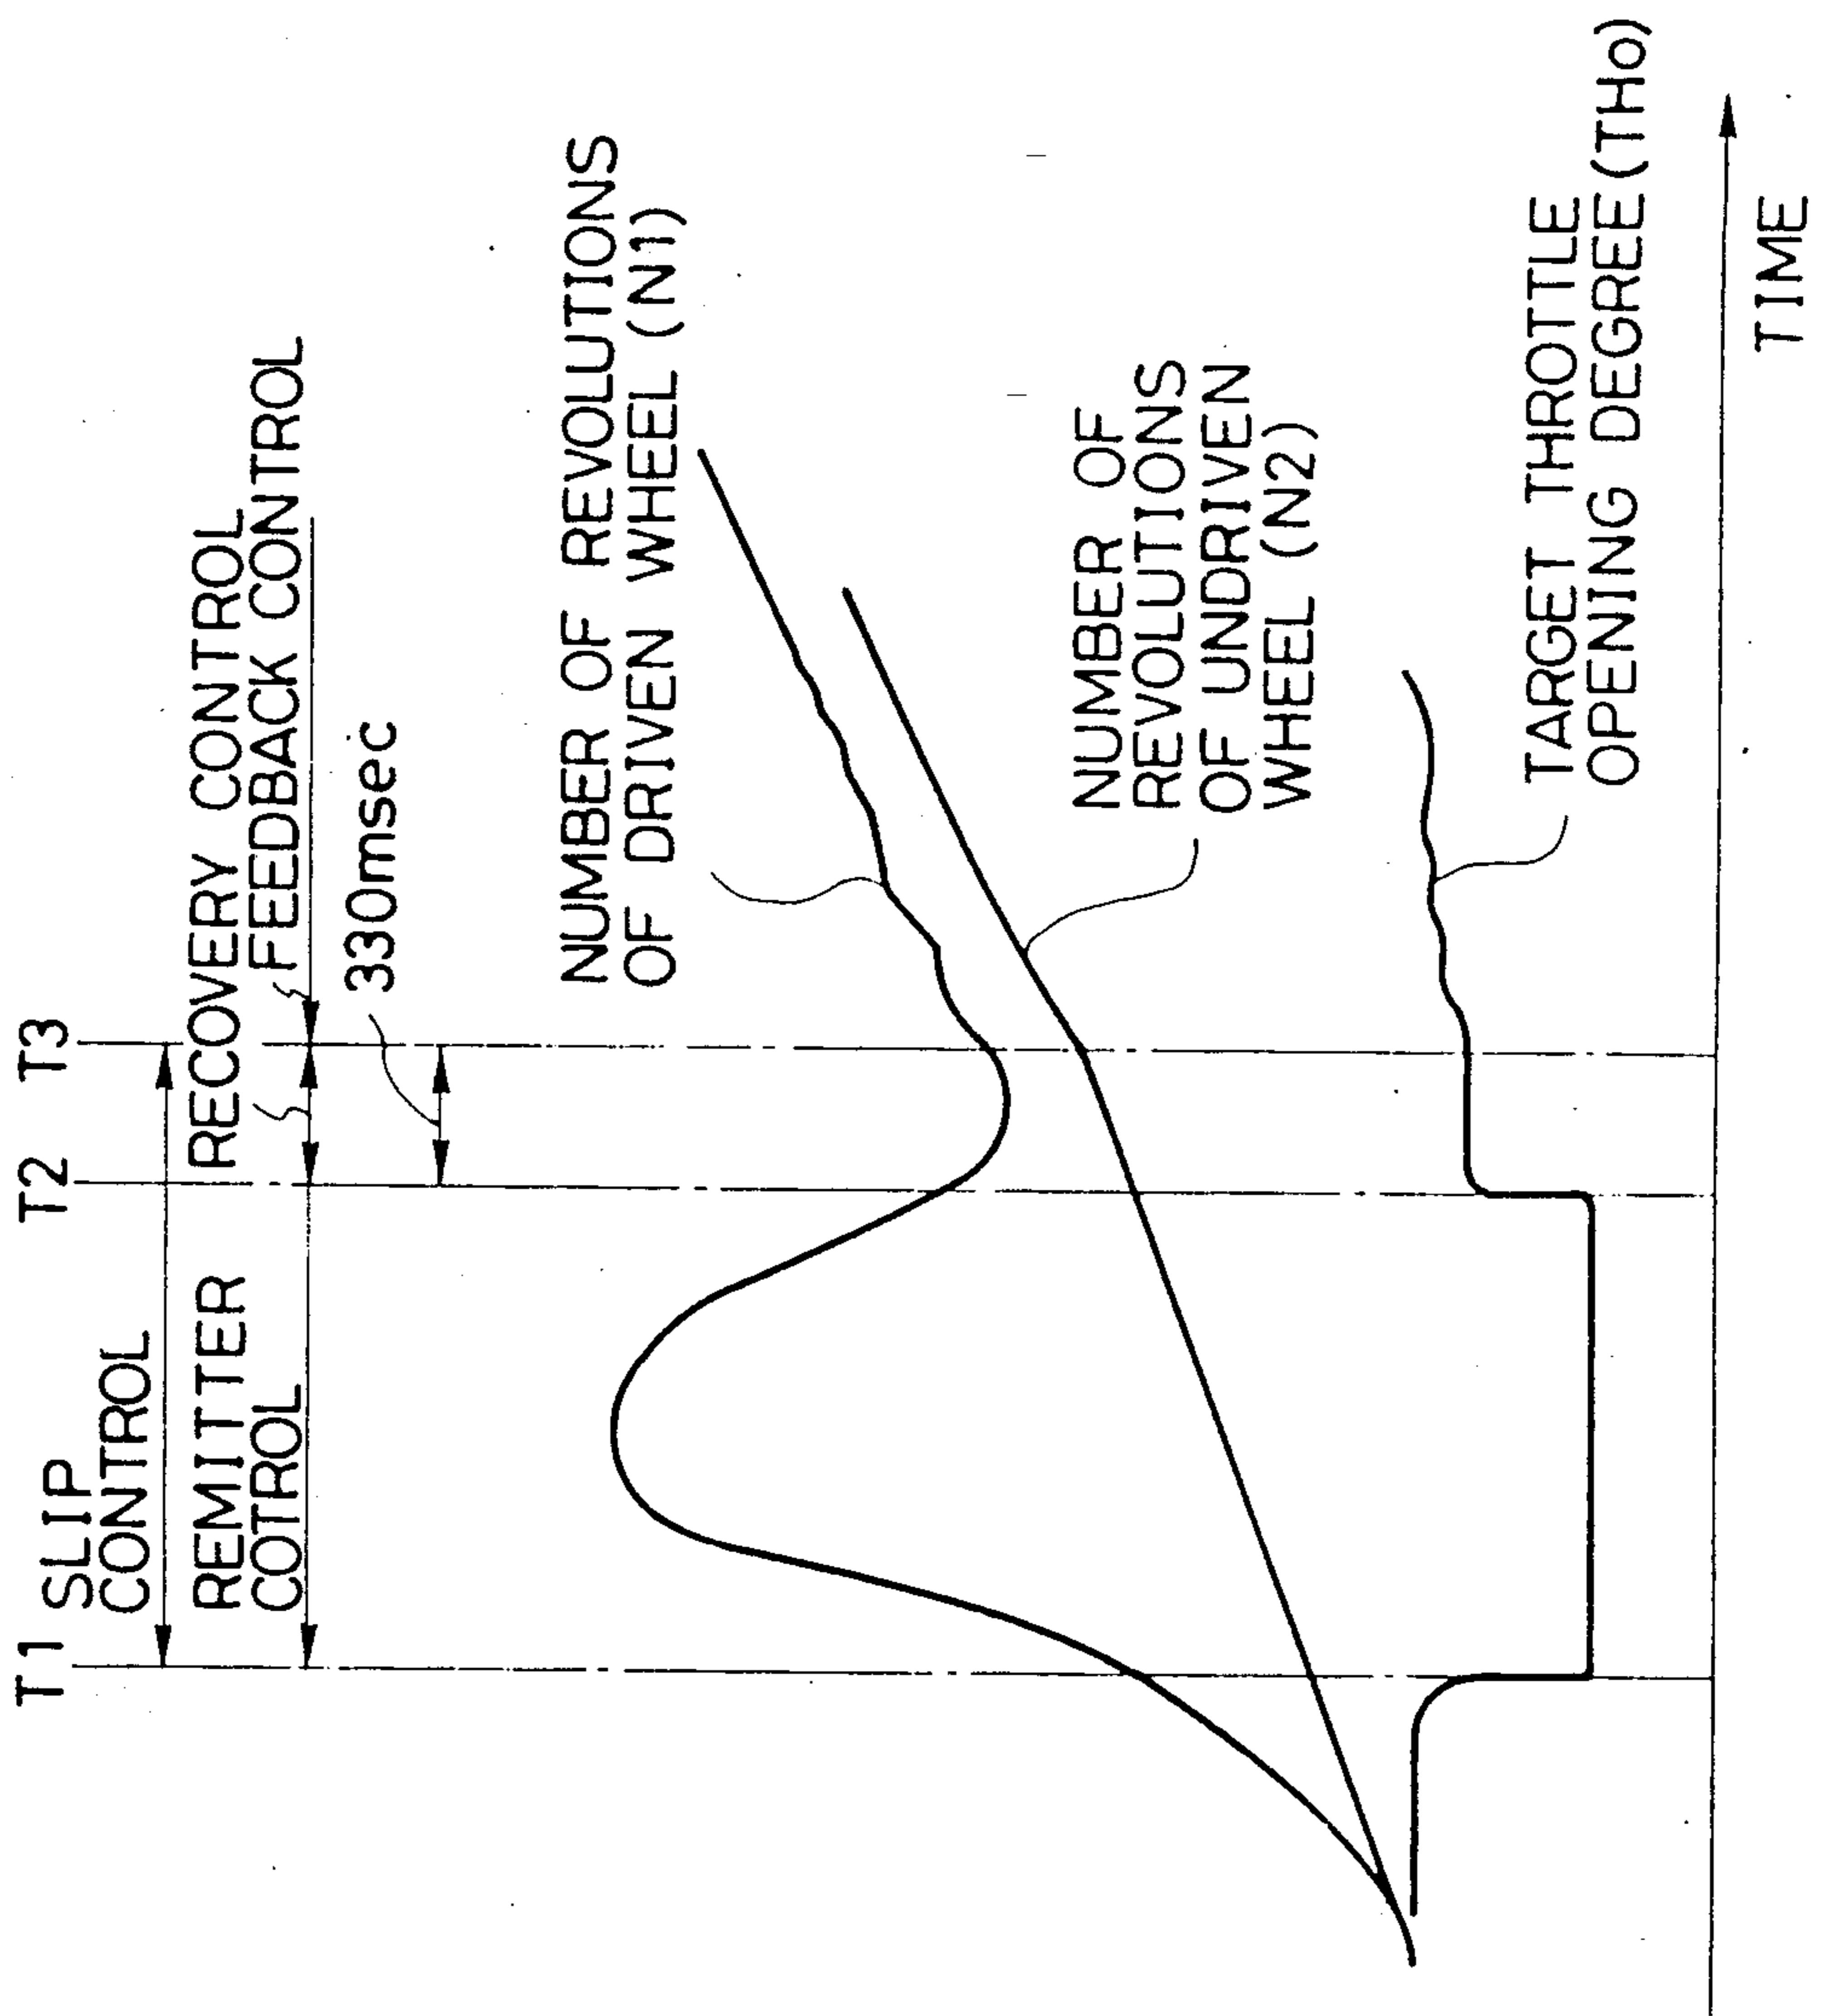 T1
T2
T3
SLIP
CONTROL
REMITTER
COTROL
RECOVERY CONTROL
FEEDBACK CONTROL
330msec
NUMBER OF REVOLUTIONS
OF DRIVEN WHEEL (N1)
NUMBER OF
REVOLUTIONS
OF UNDRIVEN
WHEEL (N2)
TARGET THROTTLE
OPENING DEGREE (THo)
TIME